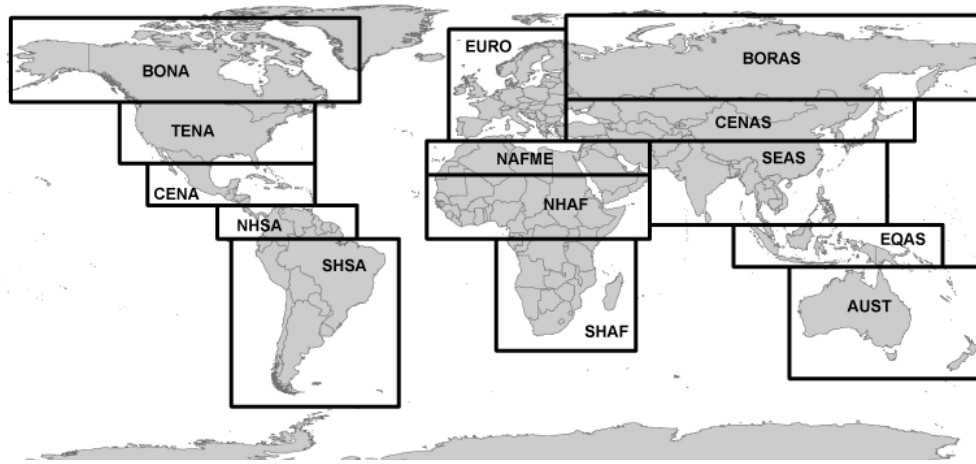 EURO
BORAS
BONA
TENA
CENAS
NAFME
SEAS
CENA
NHAF
NHSA
EQAS
SHSA
AUST
SHAF